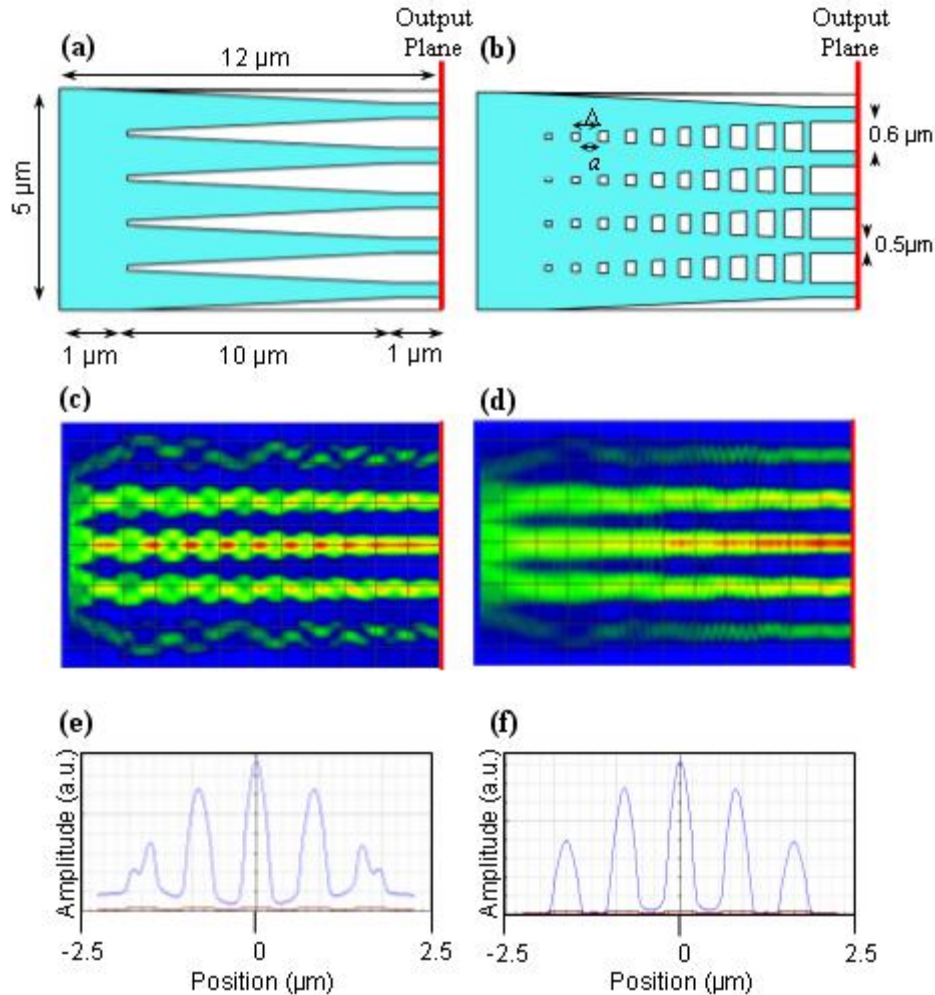 Output
Plane
(a)
12 µm
5 µm
1 µm
10 µm
1 µm
Output
Plane
(b)
Λ
a
0.6 µm
0.5µm
(c)
(d)
(e)
Amplitude (a.u.)
-2.5
0
2.5
Position (µm)
(f)
Amplitude (a.u.)
-2.5
0
2.5
Position (µm)